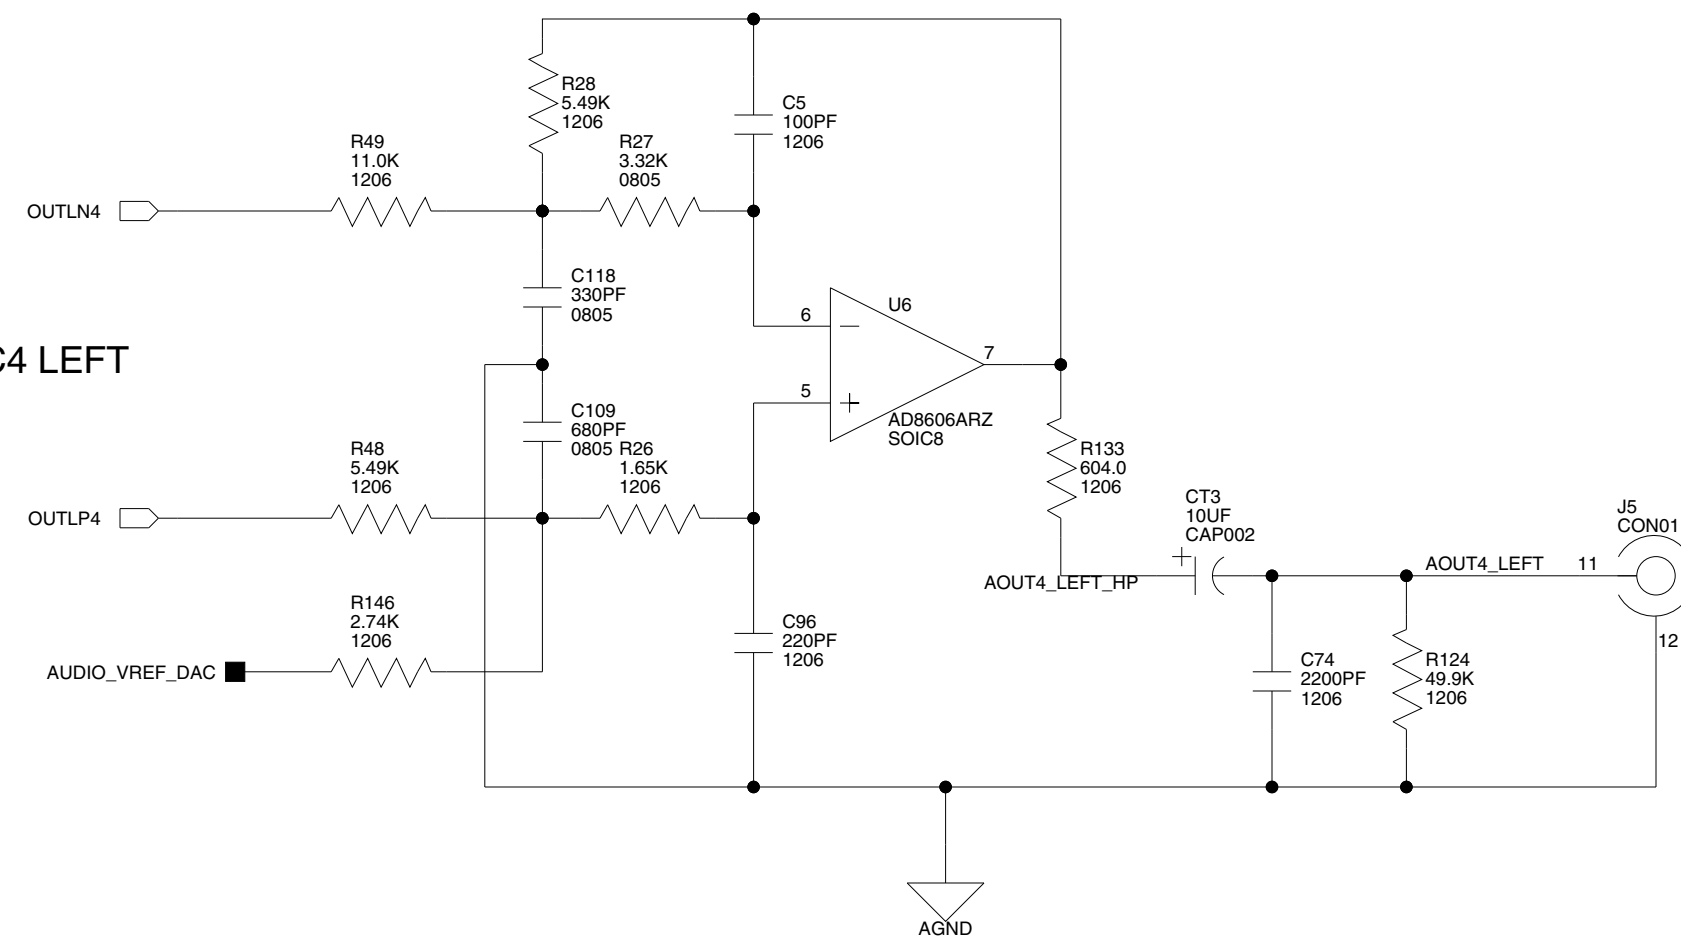 R28
5.49K
1206
C5
100PF
1206
R49
11.0K
1206
R27
3.32K
0805
OUTLN4
C118
330PF
0805
6
U6
C4 LEFT
7
5
AD8606ARZ
SOIC8
C109
680PF
0805
R48
5.49K
1206
R26
1.65K
1206
R133
604.0
1206
OUTLP4
CT3
10UF
CAP002
J5
CON01
AOUT4_LEFT_HP
AOUT4_LEFT
11
12
R146
2.74K
1206
C96
220PF
1206
AUDIO_VREF_DAC
C74
2200PF
1206
R124
49.9K
1206
AGND